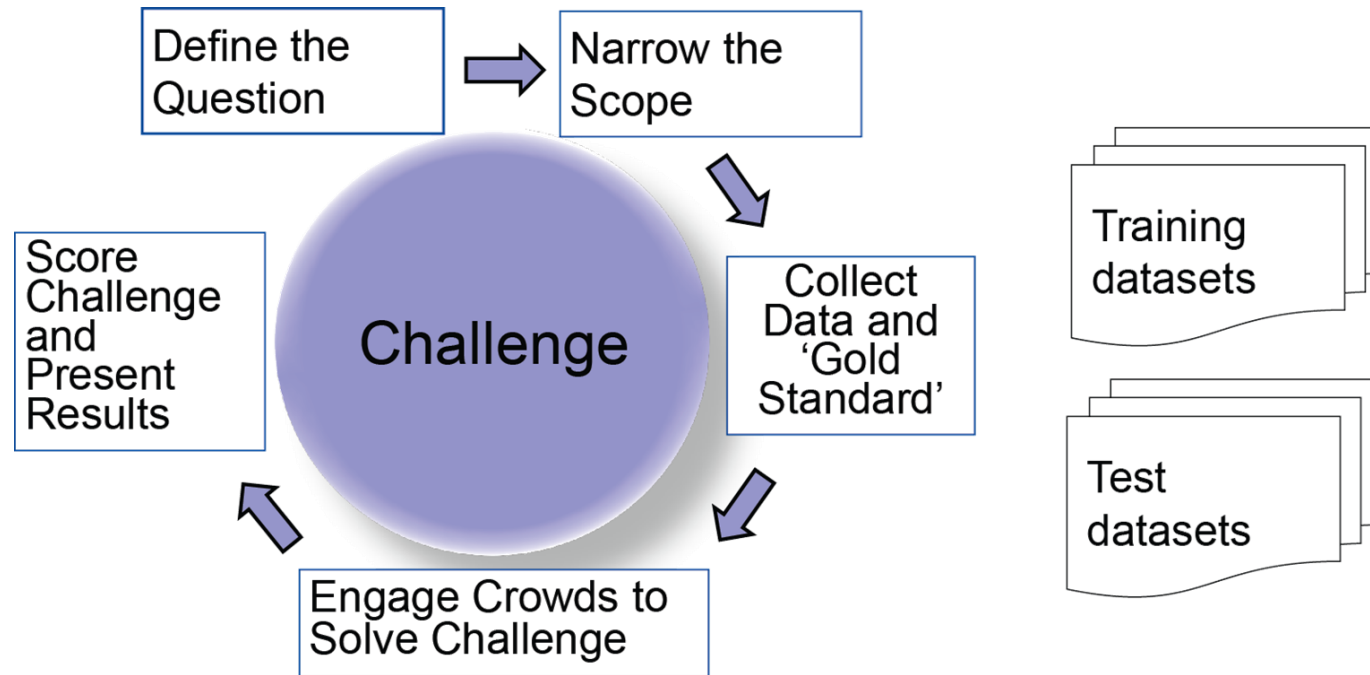 Define the
Question
Narrow the
Scope
Collect
Data and
‘Gold
Standard’
Engage Crowds to
Solve Challenge
Score
Challenge
and
Present
Results
Challenge
Training
datasets
Test
datasets